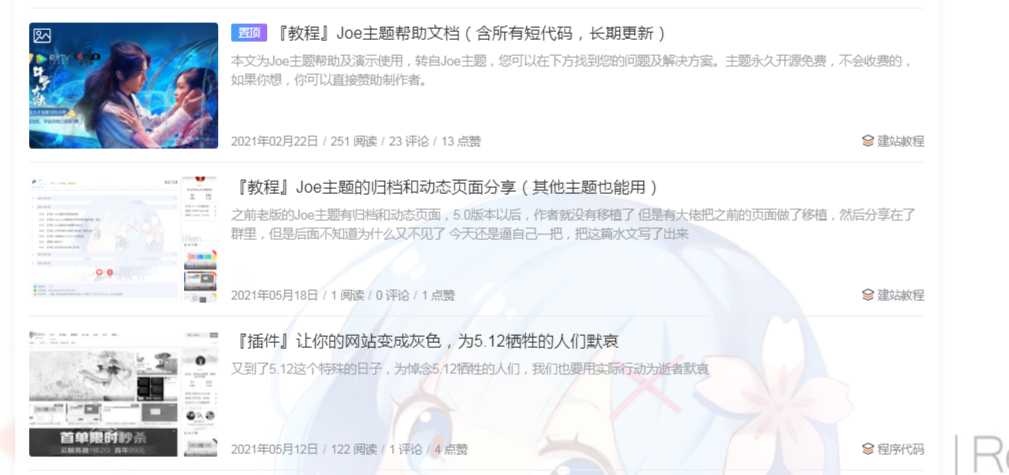 置顶 『教程』Joe主题帮助文档（含所有短代码，长期更新）
本文为Joe主题帮助及演示使用，转自Joe主题，您可以在下方找到您的问题及解决方案。主题永久开源免费，不会收费的，
如果你想，你可以直接赞助制作者。
2021年02月22日 / 251 阅读 / 23 评论 / 13 点赞
建站教程
『教程』Joe主题的归档和动态页面分享（其他主题也能用）
之前老版的Joe主题有归档和动态页面，5.0版本以后，作者就没有移植了 但是有大佬把之前的页面做了移植，然后分享在了
群里，但是后面不知道为什么又不见了 今天还是逼自己一把，把这篇水文写了出来
2021年05月18日 / 1 阅读 / 0 评论 / 1 点赞
建站教程
『插件』让你的网站变成灰色，为5.12牺牲的人们默哀
又到了5.12这个特殊的日子，为悼念5.12牺牲的人们，我们也要用实际行动为逝者默哀
首单限时秒杀
2021年05月12日 / 122 阅读 / 1 评论 / 4 点赞
程序代码